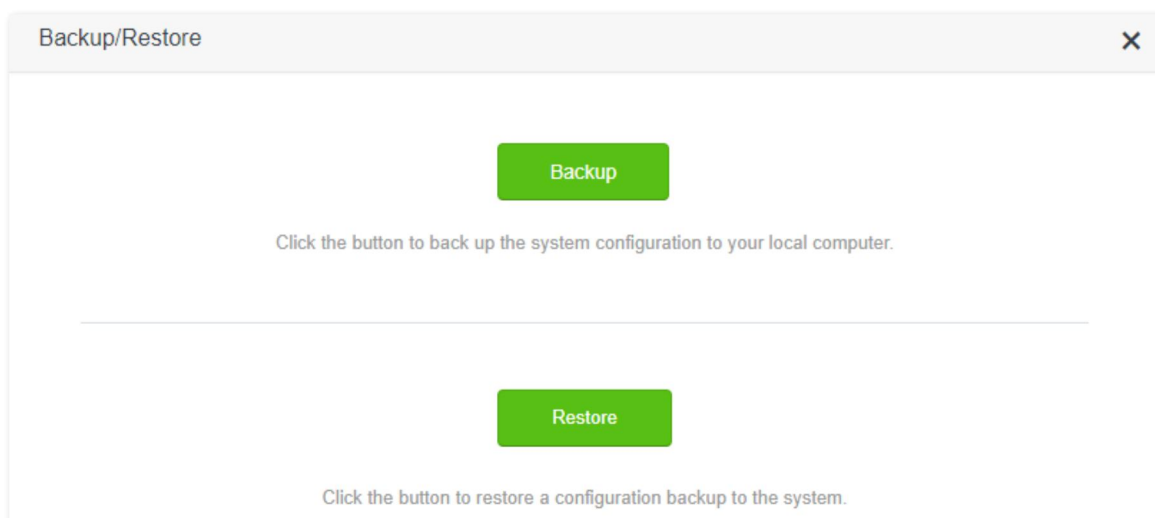 Backup/Restore
Backup
Click the button to back up the system configuration to your local computer.
Restore
Click the button to restore a configuration backup to the system.